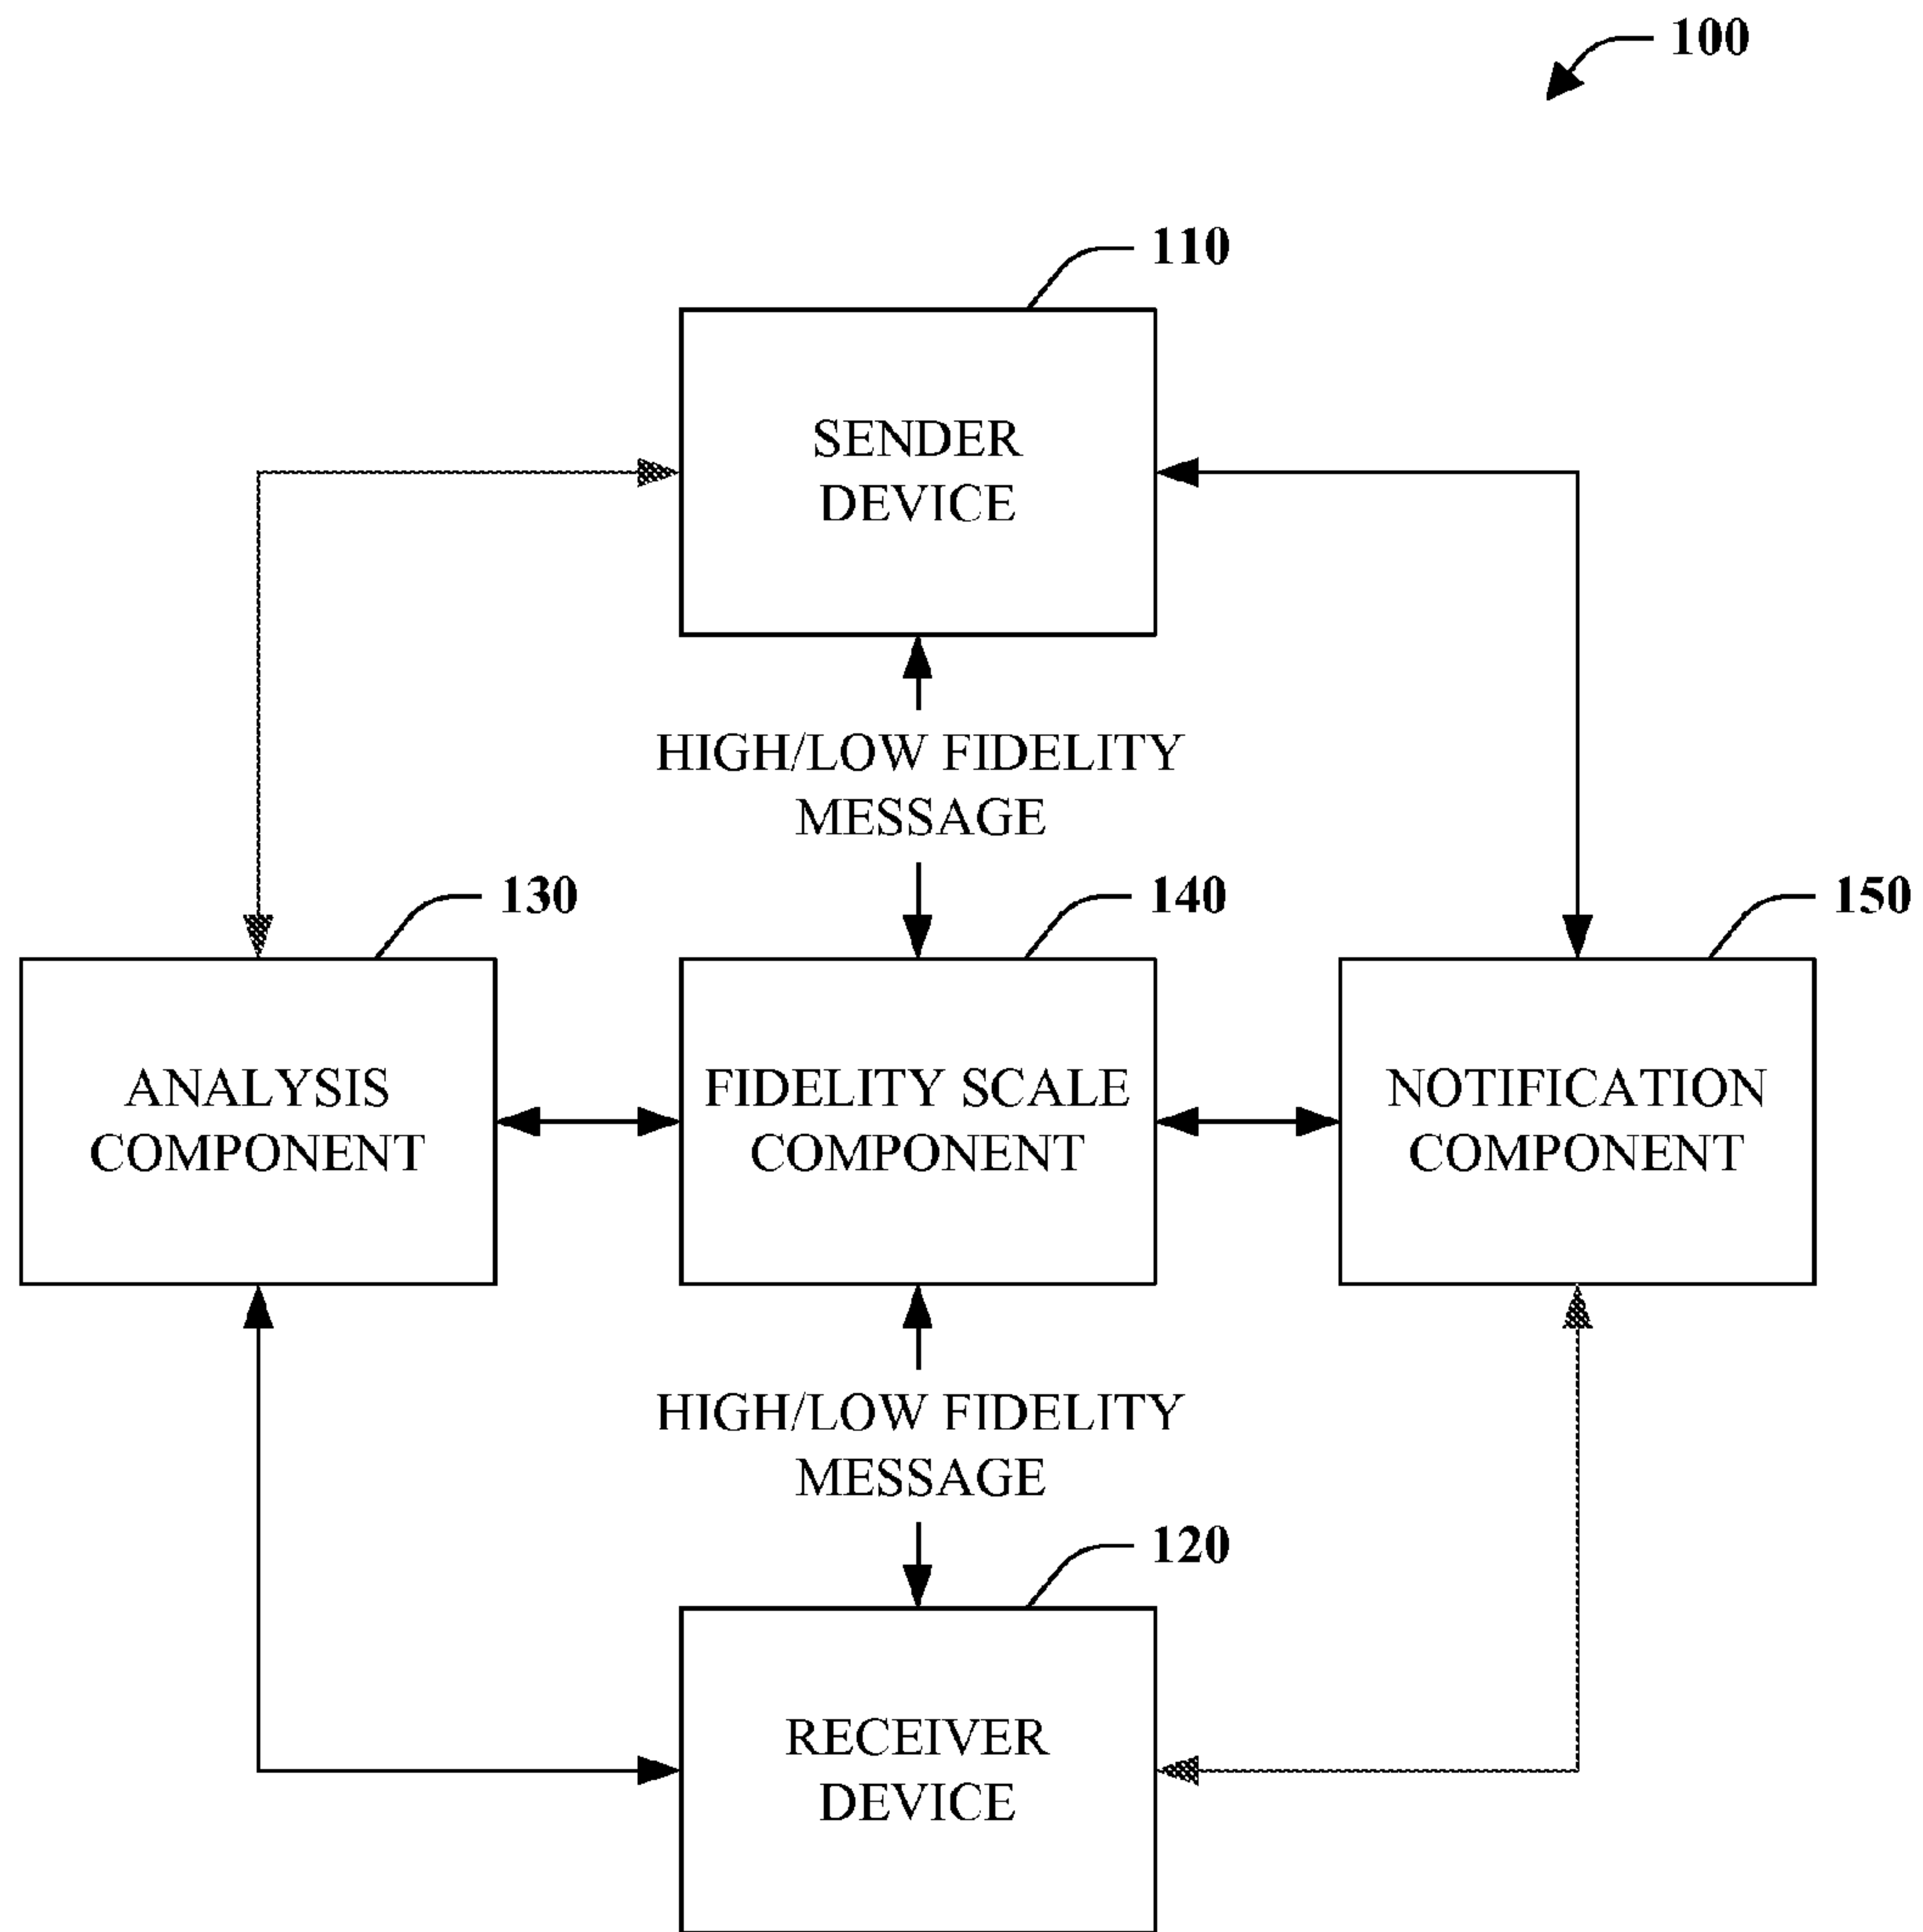 100
110
SENDER
DEVICE
HIGH/LOW FIDELITY
MESSAGE
130
140
150
ANALYSIS
COMPONENT
FIDELITY SCALE
COMPONENT
NOTIFICATION
COMPONENT
HIGH/LOW FIDELITY
MESSAGE
120
RECEIVER
DEVICE